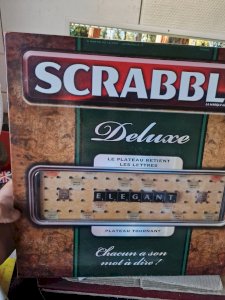 SCRABBL
Deluxe
LE PLATEAU RETIENT
LES LETTRES
ELEGANT
PLATEAU TOURNANT
Chacun a son
mot à dire !